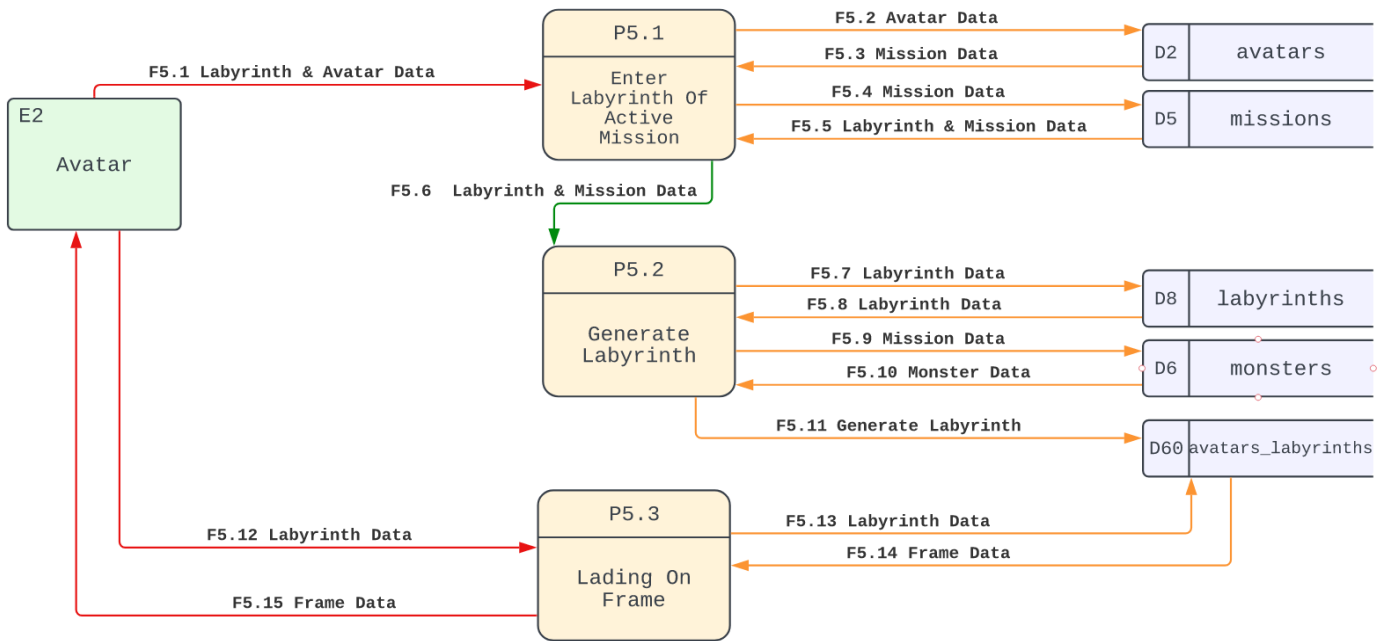 P5.1
Enter
Labyrinth Of
Active
Mission
F5.2 Avatar Data
F5.3 Mission Data
D2
avatars
F5.1 Labyrinth & Avatar Data
F5.4 Mission Data
F5.5 Labyrinth & Mission Data
D5
missions
E2
Avatar
F5.6 Labyrinth & Mission Data
P5.2
Generate
Labyrinth
F5.7 Labyrinth Data
F5.8 Labyrinth Data
D8
labyrinths
F5.9 Mission Data
F5.10 Monster Data
D6
monsters
F5.11 Generate Labyrinth
D60
avatars_labyrinths
P5.3
Lading On
Frame
F5.12 Labyrinth Data
F5.13 Labyrinth Data
F5.14 Frame Data
F5.15 Frame Data